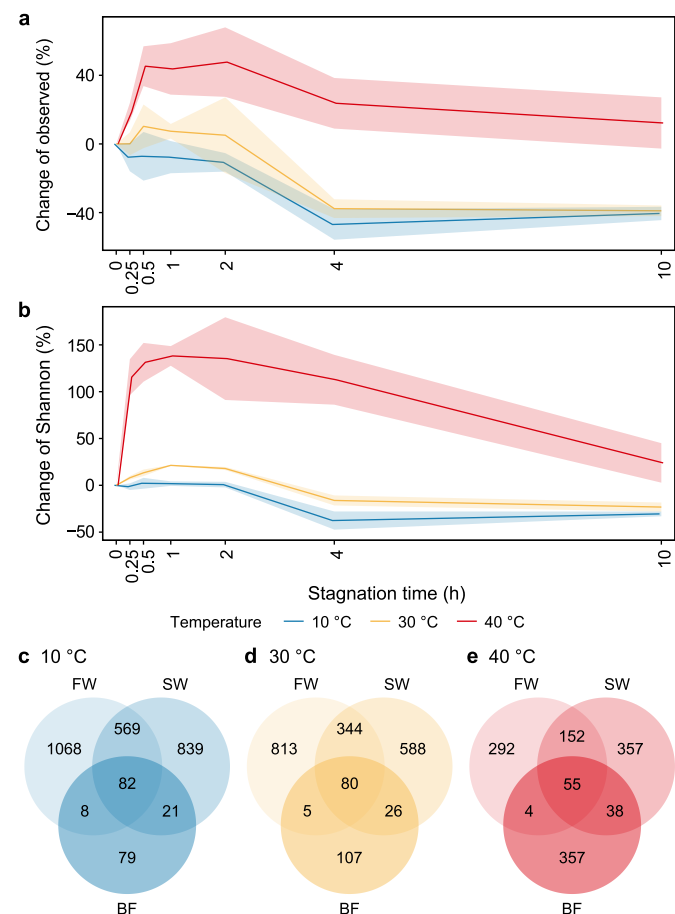 a
Change of observed (%)
40
0
−40
0
0.25
0.5
1
2
4
10
b
Change of Shannon (%)
150
100
50
0
−50
0
0.25
0.5
1
2
4
10
Stagnation time (h)
Temperature 10 °C 30 °C 40 °C
c 10 °C
FW SW
569
1068 839
82
8 21
79
BF
d 30 °C
FW SW
344
813 588
80
5 26
107
BF
e 40 °C
FW SW
152
292 357
55
4 38
357
BF